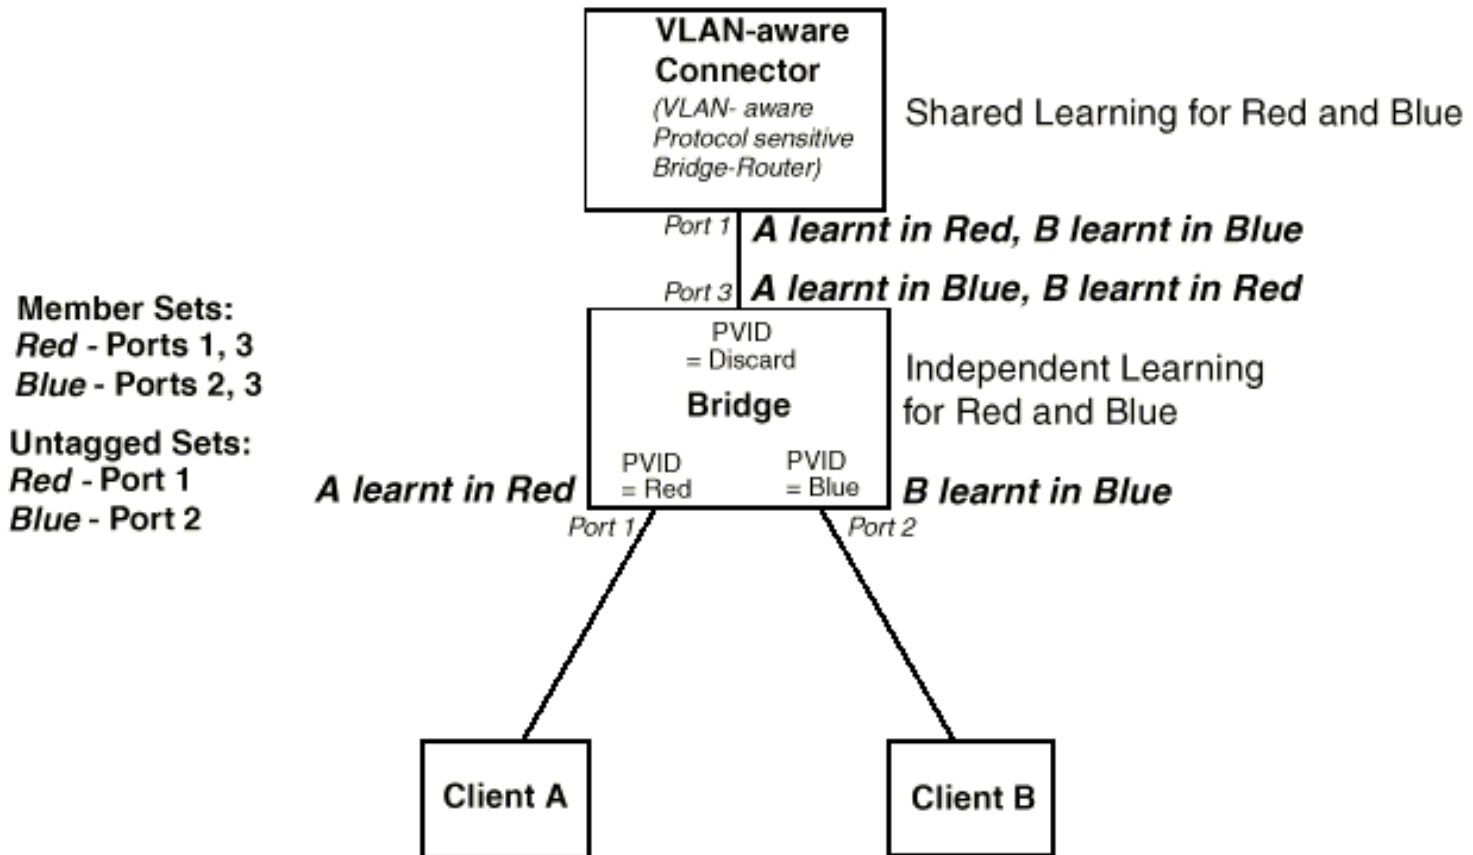 VLAN-aware
Connector
(VLAN- aware
Protocol sensitive
Bridge-Router)
Shared Learning for Red and Blue
Port 1
A learnt in Red, B learnt in Blue
Port 3
A learnt in Blue, B learnt in Red
Member Sets:
Red - Ports 1, 3
Blue - Ports 2, 3
Untagged Sets:
Red - Port 1
Blue - Port 2
PVID
= Discard
Bridge
Independent Learning
for Red and Blue
PVID
= Red
PVID
= Blue
A learnt in Red
B learnt in Blue
Port 1
Port 2
Client A
Client B